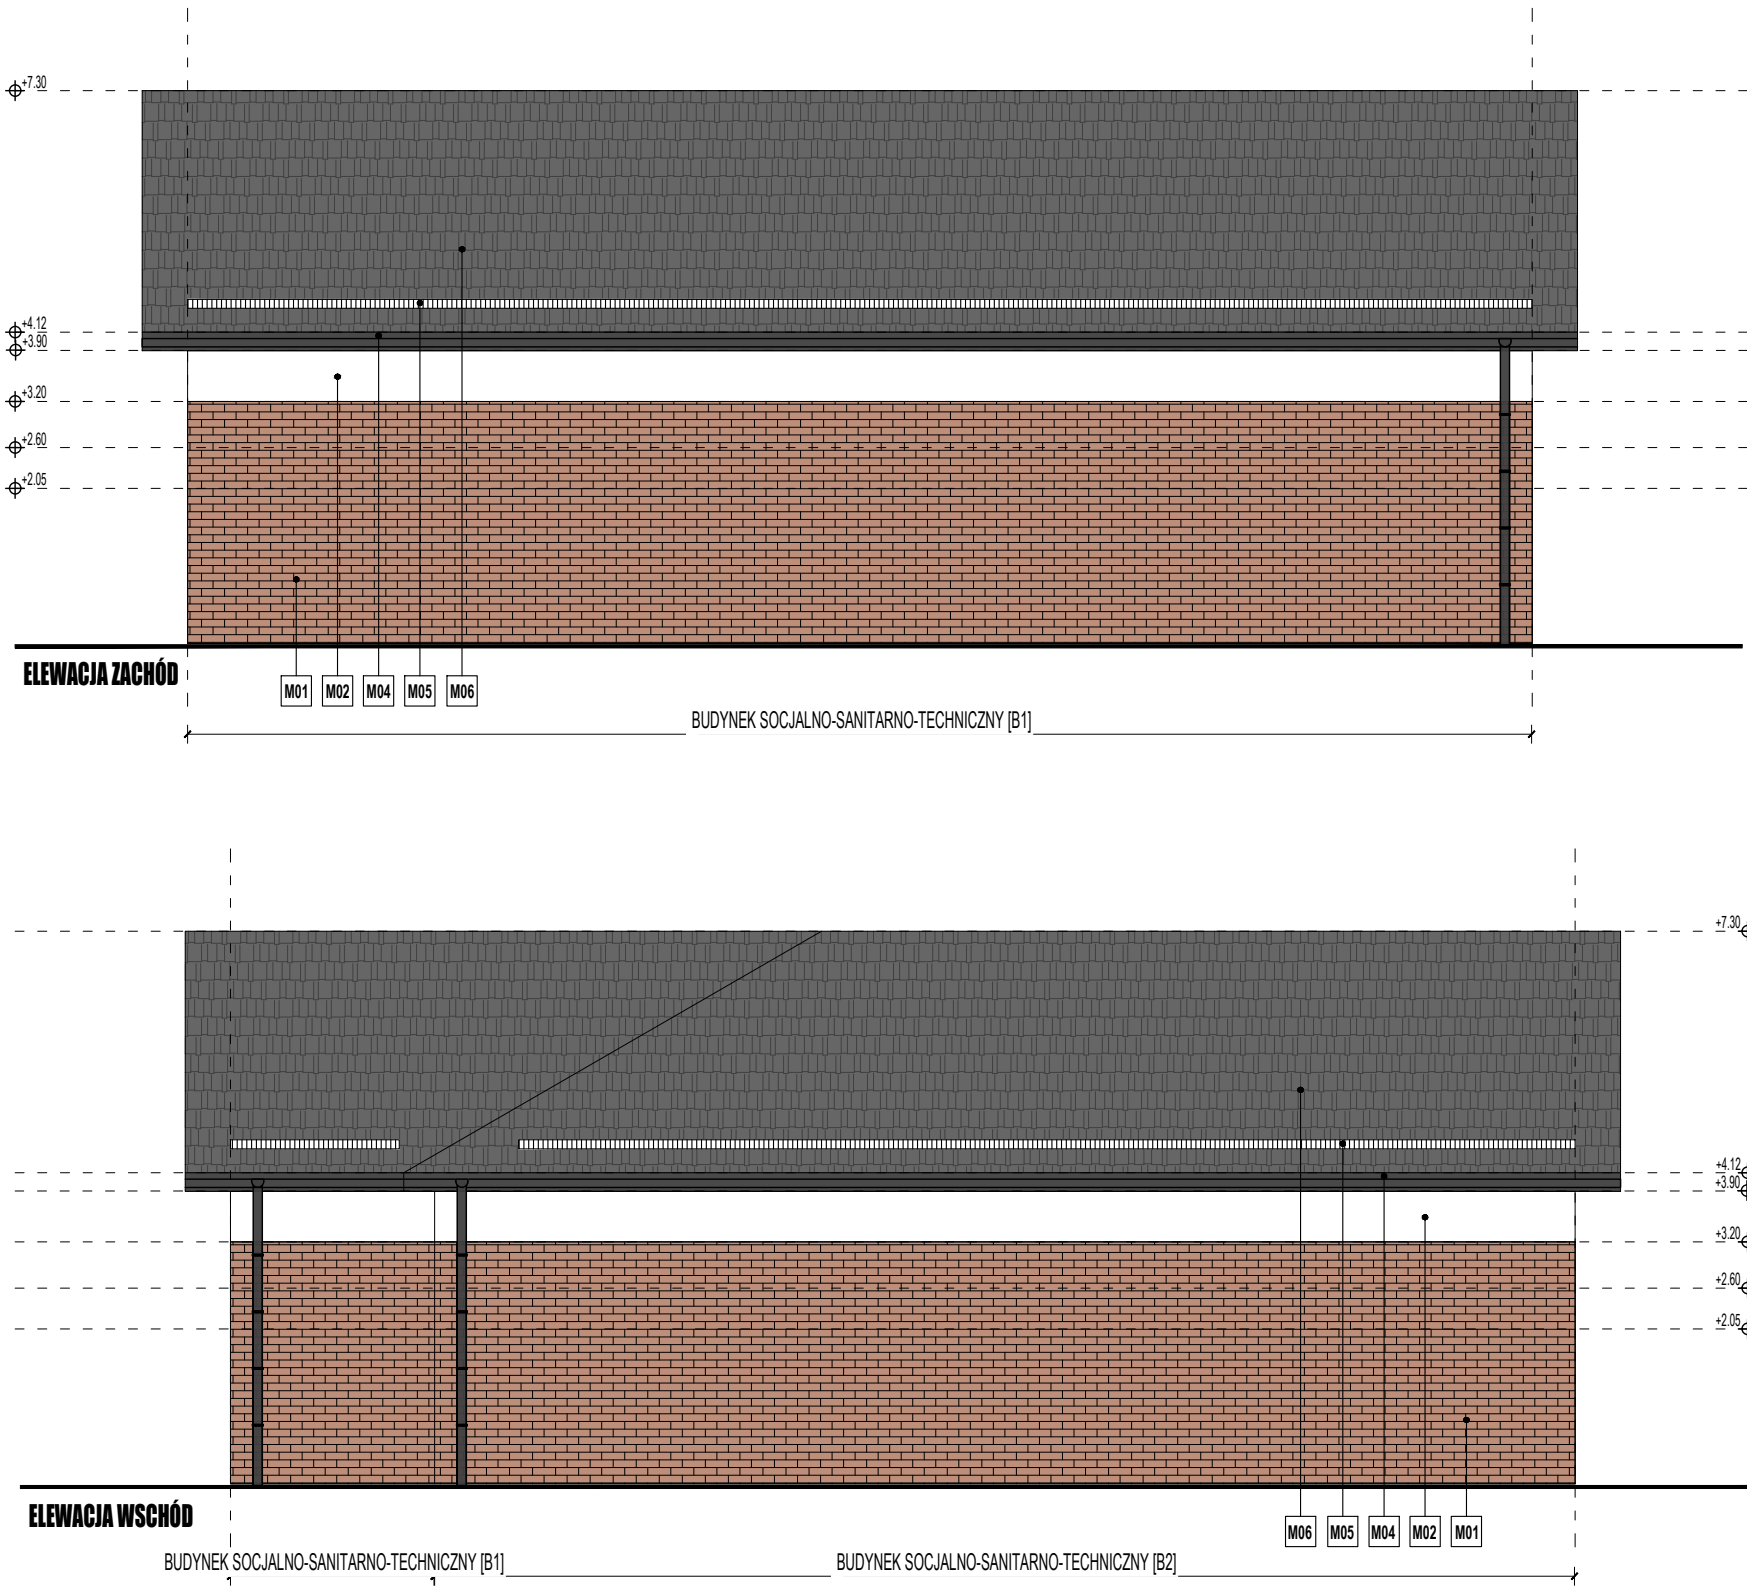 +7.30
+4.12
+3.90
+3.20
+2.60
+2.05
ELEWACJA ZACHÓD
M01 M02 M04 M05 M06
BUDYNEK SOCJALNO-SANITARNO-TECHNICZNY [B1]
+7.30
+4.12
+3.90
+3.20
+2.60
+2.05
ELEWACJA WSCHÓD
M06 M05 M04 M02 M01
BUDYNEK SOCJALNO-SANITARNO-TECHNICZNY [B1] BUDYNEK SOCJALNO-SANITARNO-TECHNICZNY [B2]